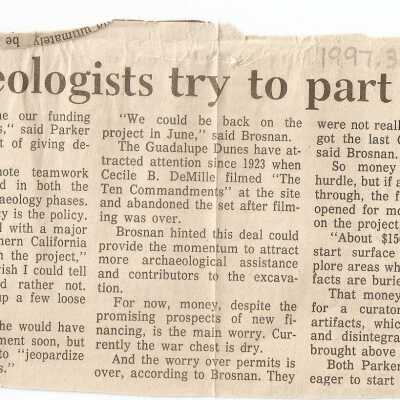 ultimately be
1997.3
eologists try to part
e our funding
s," said Parker
t of giving de-
ote teamwork
d in both the
aeology phases.
y is the policy.
d with a major
hern California
n the project,"
ish I could tell
d rather not.
up a few loose
he would have
ment soon, but
to "jeopardize
s."
"We could be back on the
project in June," said Brosnan.
The Guadalupe Dunes have at-
tracted attention since 1923 when
Cecile B. DeMille filmed "The
Ten Commandments" at the site
and abandoned the set after film-
ing was over.
Brosnan hinted this deal could
provide the momentum to attract
more archaeological assistance
and contributors to the excava-
tion.
For now, money, despite the
promising prospects of new fi-
nancing, is the main worry. Cur-
rently the war chest is dry.
And the worry over permits is
over, according to Brosnan. They
were not reall
got the last C
said Brosnan.
So money
hurdle, but if a
through, the f
opened for mo
on the project
"About $15
start surface
plore areas wh
facts are burie
That money
for a curator
artifacts, whic
and disintegra
brought above
Both Parker
eager to start